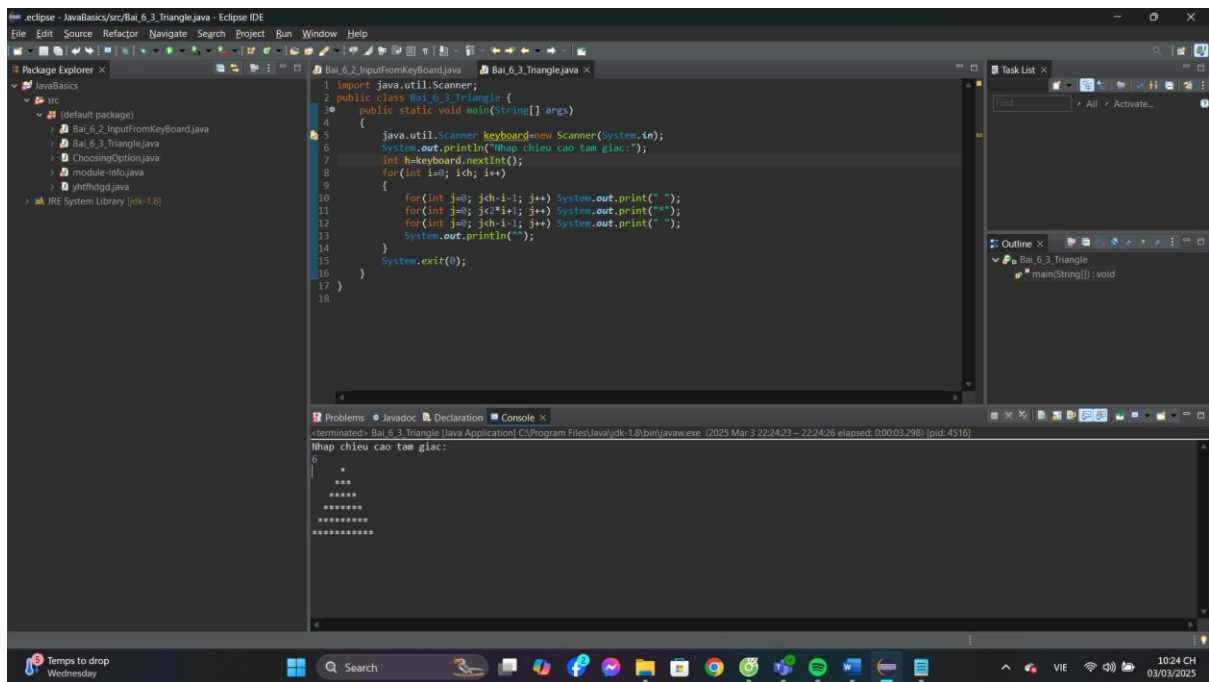 .eclipse - JavaBasics/src/Bai_6_3_Triangle.java - Eclipse IDE
File Edit Source Refactor Navigate Search Project Run Window Help
Package Explorer
JavaBasics
src
(default package)
Bai_6_2_InputFromKeyBoard.java
Bai_6_3_Triangle.java
ChoosingOption.java
module-info.java
yhtfhdgd.java
JRE System Library [jdk-1.8]
Bai_6_2_InputFromKeyBoard.java Bai_6_3_Triangle.java
1 import java.util.Scanner;
2 public class Bai_6_3_Triangle {
3 public static void main(String[] args)
4 {
5 java.util.Scanner keyboard=new Scanner(System.in);
6 System.out.println("Nhap chieu cao tam giac:");
7 int h=keyboard.nextInt();
8 for(int i=0; i<h; i++)
9 {
10 for(int j=0; j<h-i-1; j++) System.out.print(" ");
11 for(int j=0; j<2*i+1; j++) System.out.print("*");
12 for(int j=0; j<h-i-1; j++) System.out.print(" ");
13 System.out.println("");
14 }
15 System.exit(0);
16 }
17 }
18
Task List
Find All Activate...
Outline
Bai_6_3_Triangle
main(String[]) : void
Problems Javadoc Declaration Console
<terminated> Bai_6_3_Triangle [Java Application] C:\Program Files\Java\jdk-1.8\bin\javaw.exe (2025 Mar 3 22:24:23 – 22:24:26 elapsed: 0:00:03.298) [pid: 4516]
Nhap chieu cao tam giac:
6
*
***
*****
*******
*********
***********
5
Temps to drop
Wednesday
Search
2
VIE
10:24 CH
03/03/2025